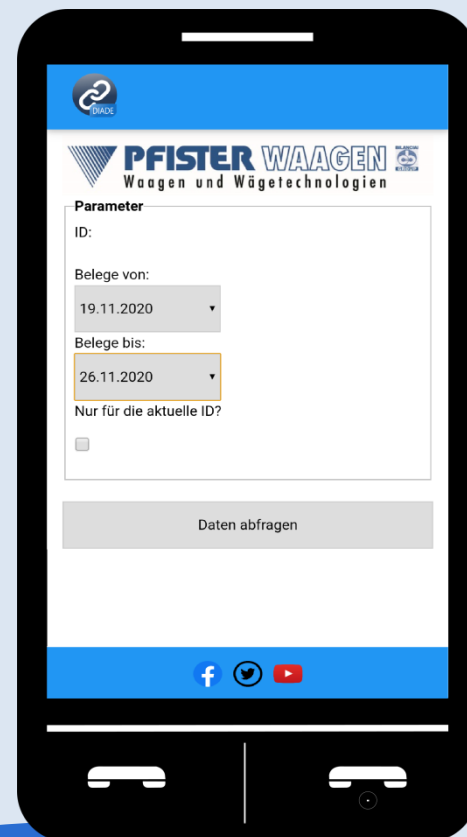 DIADE
PFISTER WAAGEN
Waagen und Wägetechnologien
Parameter
ID:
Belege von:
19.11.2020
Belege bis:
26.11.2020
Nur für die aktuelle ID?
Daten abfragen